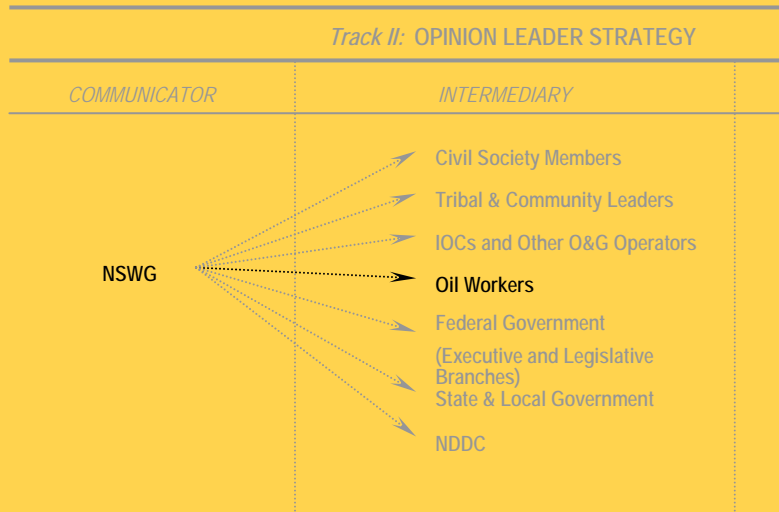 Track II: OPINION LEADER STRATEGY
COMMUNICATOR
INTERMEDIARY
Civil Society Members
Tribal & Community Leaders
IOCs and Other O&G Operators
NSWG
Oil Workers
Federal Government
(Executive and Legislative
Branches)
State & Local Government
NDDC